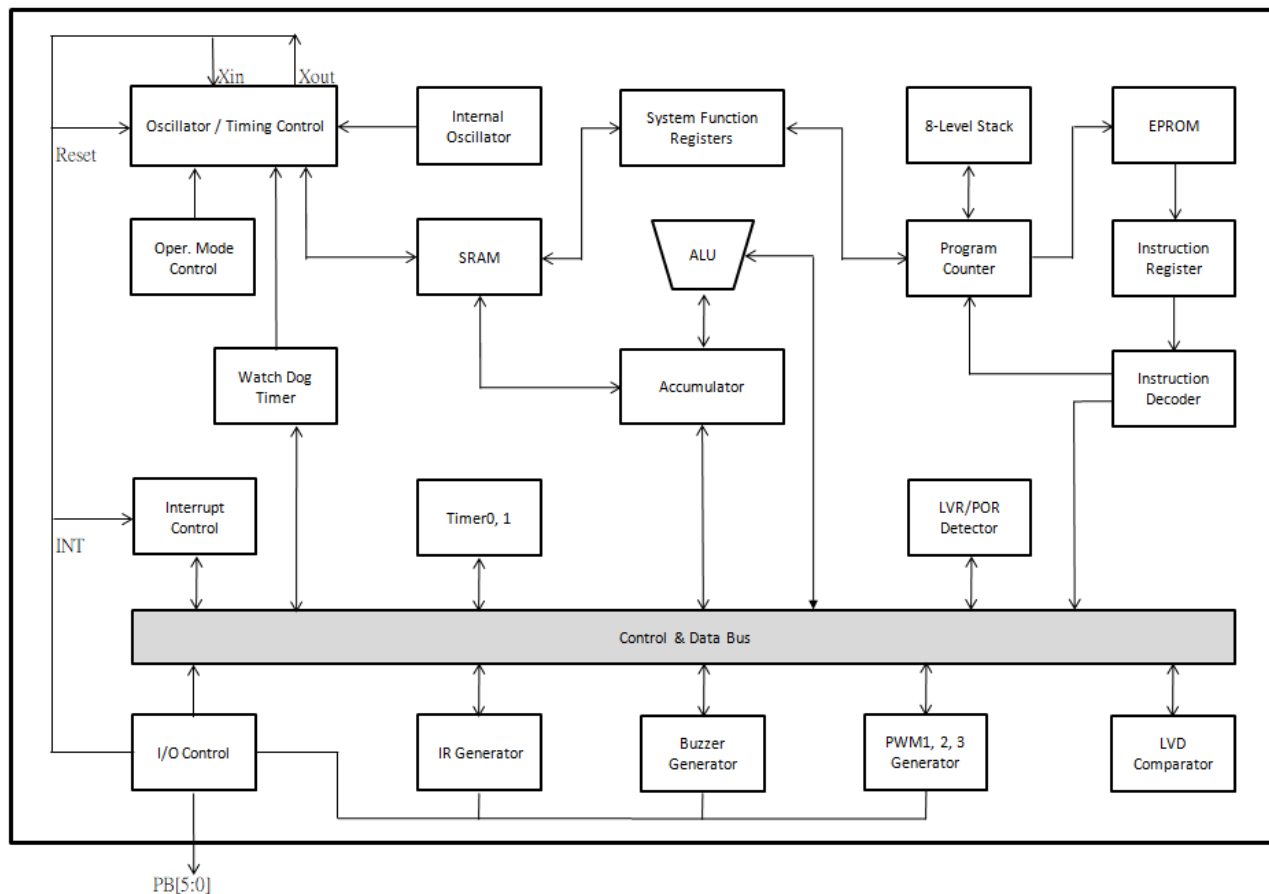 Xin
Xout
Oscillator / Timing Control
Internal
Oscillator
System Function
Registers
8-Level Stack
EPROM
Reset
Oper. Mode
Control
SRAM
ALU
Program
Counter
Instruction
Register
Watch Dog
Timer
Accumulator
Instruction
Decoder
Interrupt
Control
Timer0, 1
LVR/POR
Detector
INT
Control & Data Bus
I/O Control
IR Generator
Buzzer
Generator
PWM1, 2, 3
Generator
LVD
Comparator
PB[5:0]